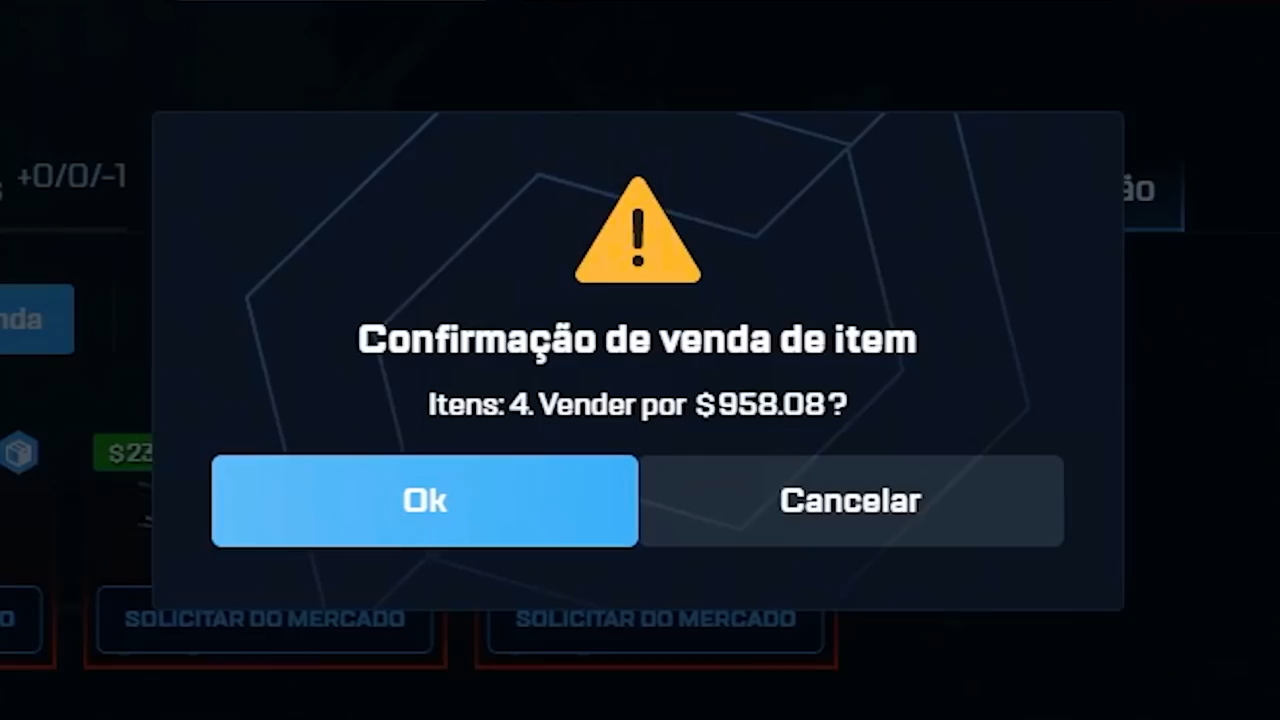 +0/0/-1
Confirmação de venda de item
Itens: 4. Vender por $958.08?
$23
Ok
Cancelar
SOLICITAR DO MERCADO
SOLICITAR DO MERCADO